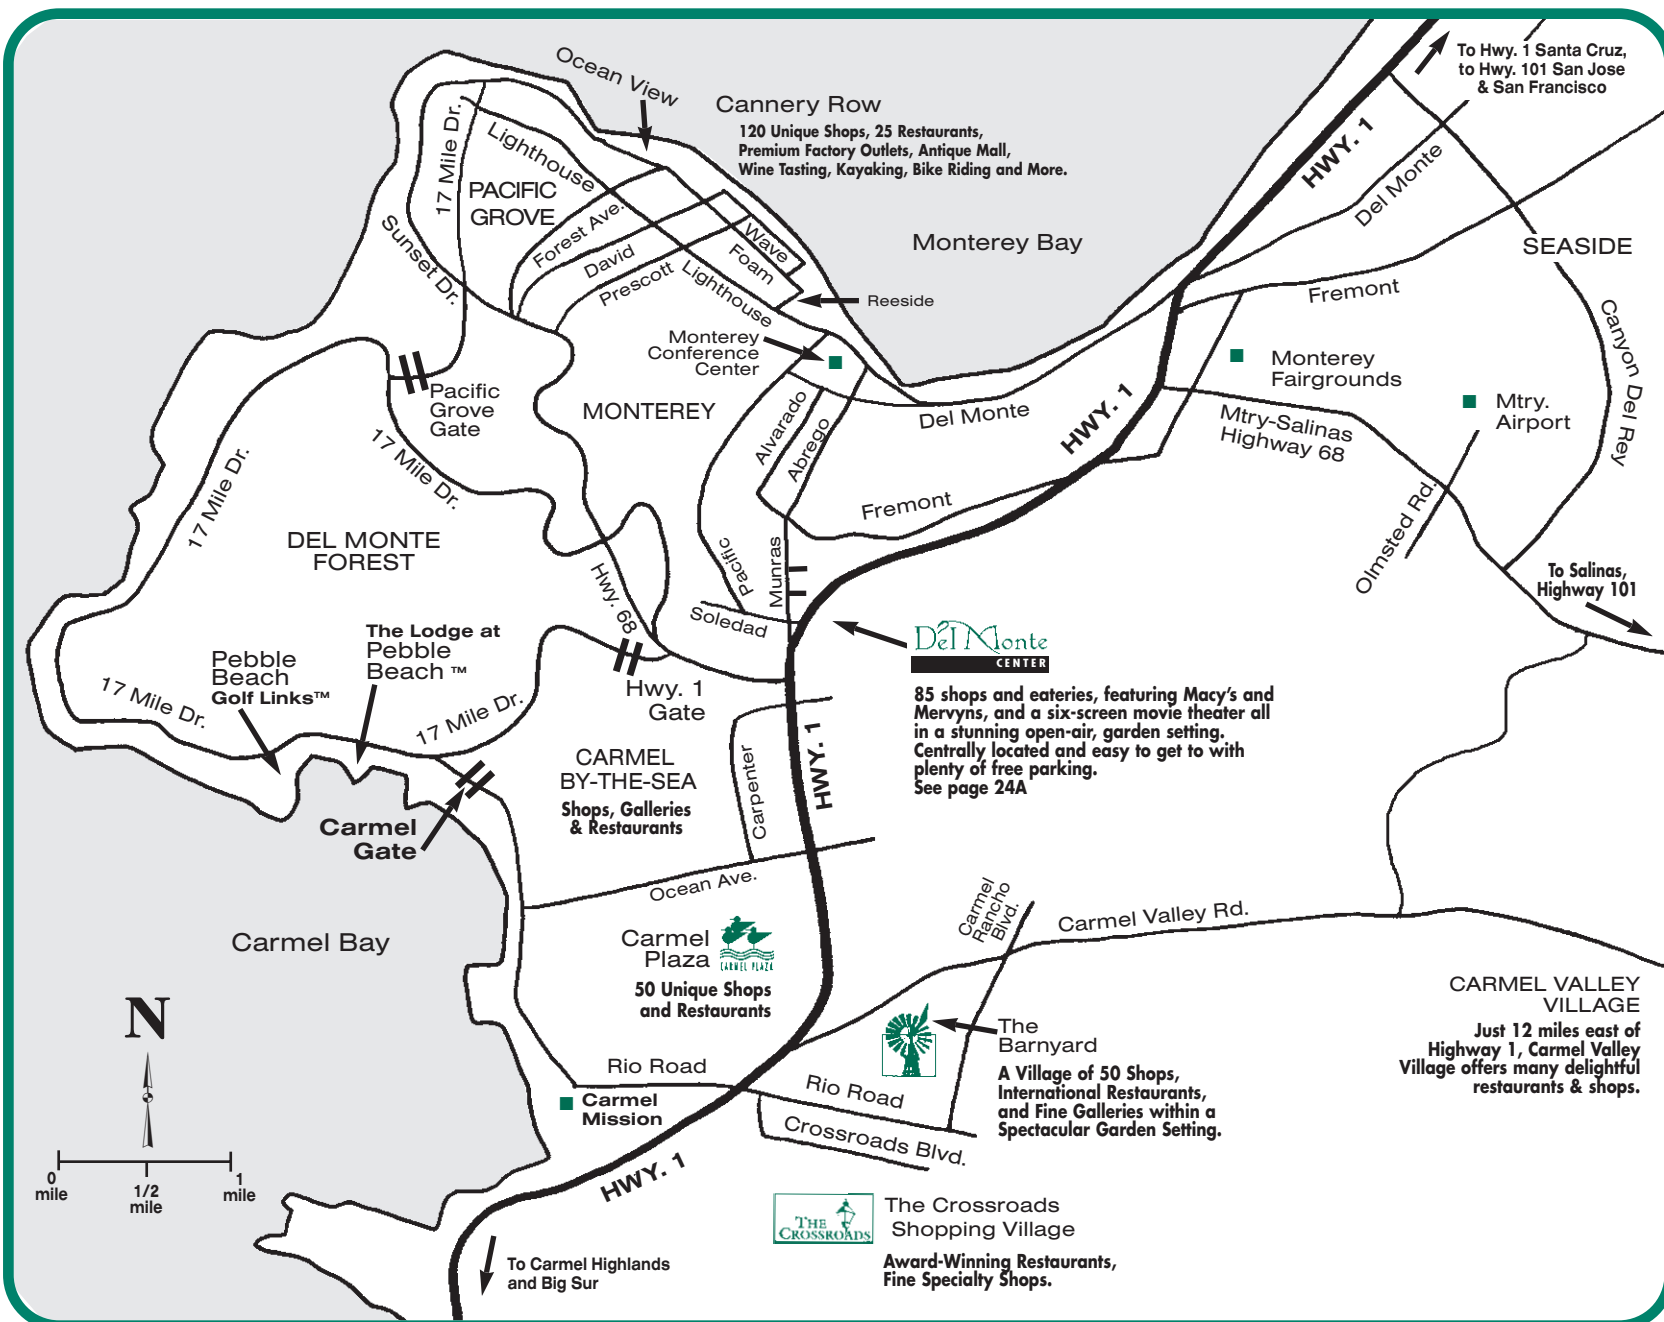 Ocean View
Cannery Row
120 Unique Shops, 25 Restaurants,
Premium Factory Outlets, Antique Mall,
Wine Tasting, Kayaking, Bike Riding and More.
To Hwy. 1 Santa Cruz,
to Hwy. 101 San Jose
& San Francisco
HWY. 1
Del Monte
17 Mile Dr.
Lighthouse
PACIFIC
GROVE
Sunset Dr.
Forest Ave.
David
Prescott
Wave
Foam
Lighthouse
Reeside
Monterey Bay
SEASIDE
Fremont
Canyon Del Rey
Monterey
Conference
Center
Monterey
Fairgrounds
Mtry.
Airport
Pacific
Grove
Gate
MONTEREY
Alvarado
Abrego
Del Monte
HWY. 1
Mtry-Salinas
Highway 68
17 Mile Dr.
17 Mile Dr.
Fremont
Olmsted Rd.
DEL MONTE
FOREST
Hwy. 68
Pacific
Munras
Soledad
To Salinas,
Highway 101
Del Monte
CENTER
85 shops and eateries, featuring Macy's and
Mervyns, and a six-screen movie theater all
in a stunning open-air, garden setting.
Centrally located and easy to get to with
plenty of free parking.
See page 24A
The Lodge at
Pebble
Beach ™
Pebble
Beach
Golf Links™
17 Mile Dr.
17 Mile Dr.
Hwy. 1
Gate
CARMEL
BY-THE-SEA
Shops, Galleries
& Restaurants
Carpenter
HWY. 1
Carmel
Gate
Ocean Ave.
Carmel
Rancho
Blvd.
Carmel Valley Rd.
Carmel Bay
Carmel
Plaza
CARMEL PLAZA
50 Unique Shops
and Restaurants
CARMEL VALLEY
VILLAGE
Just 12 miles east of
Highway 1, Carmel Valley
Village offers many delightful
restaurants & shops.
N
The
Barnyard
A Village of 50 Shops,
International Restaurants,
and Fine Galleries within a
Spectacular Garden Setting.
Rio Road
Rio Road
Carmel
Mission
Crossroads Blvd.
HWY. 1
0
mile
1/2
mile
1
mile
THE
CROSSROADS
The Crossroads
Shopping Village
Award-Winning Restaurants,
Fine Specialty Shops.
To Carmel Highlands
and Big Sur